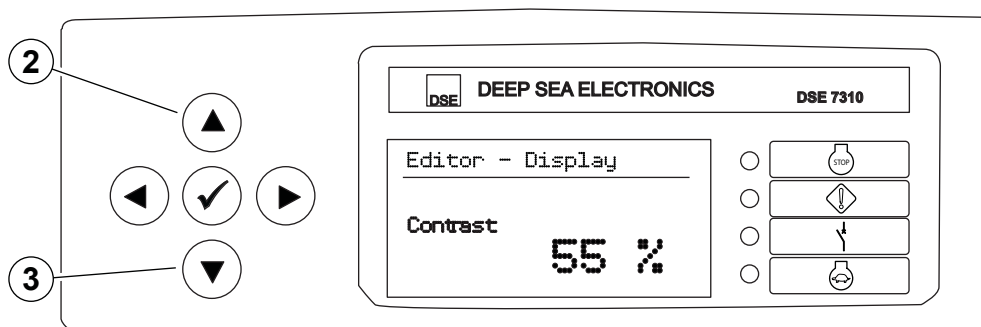 2
3
DSE
DEEP SEA ELECTRONICS
DSE 7310
Editor - Display
Contrast
55 %
STOP